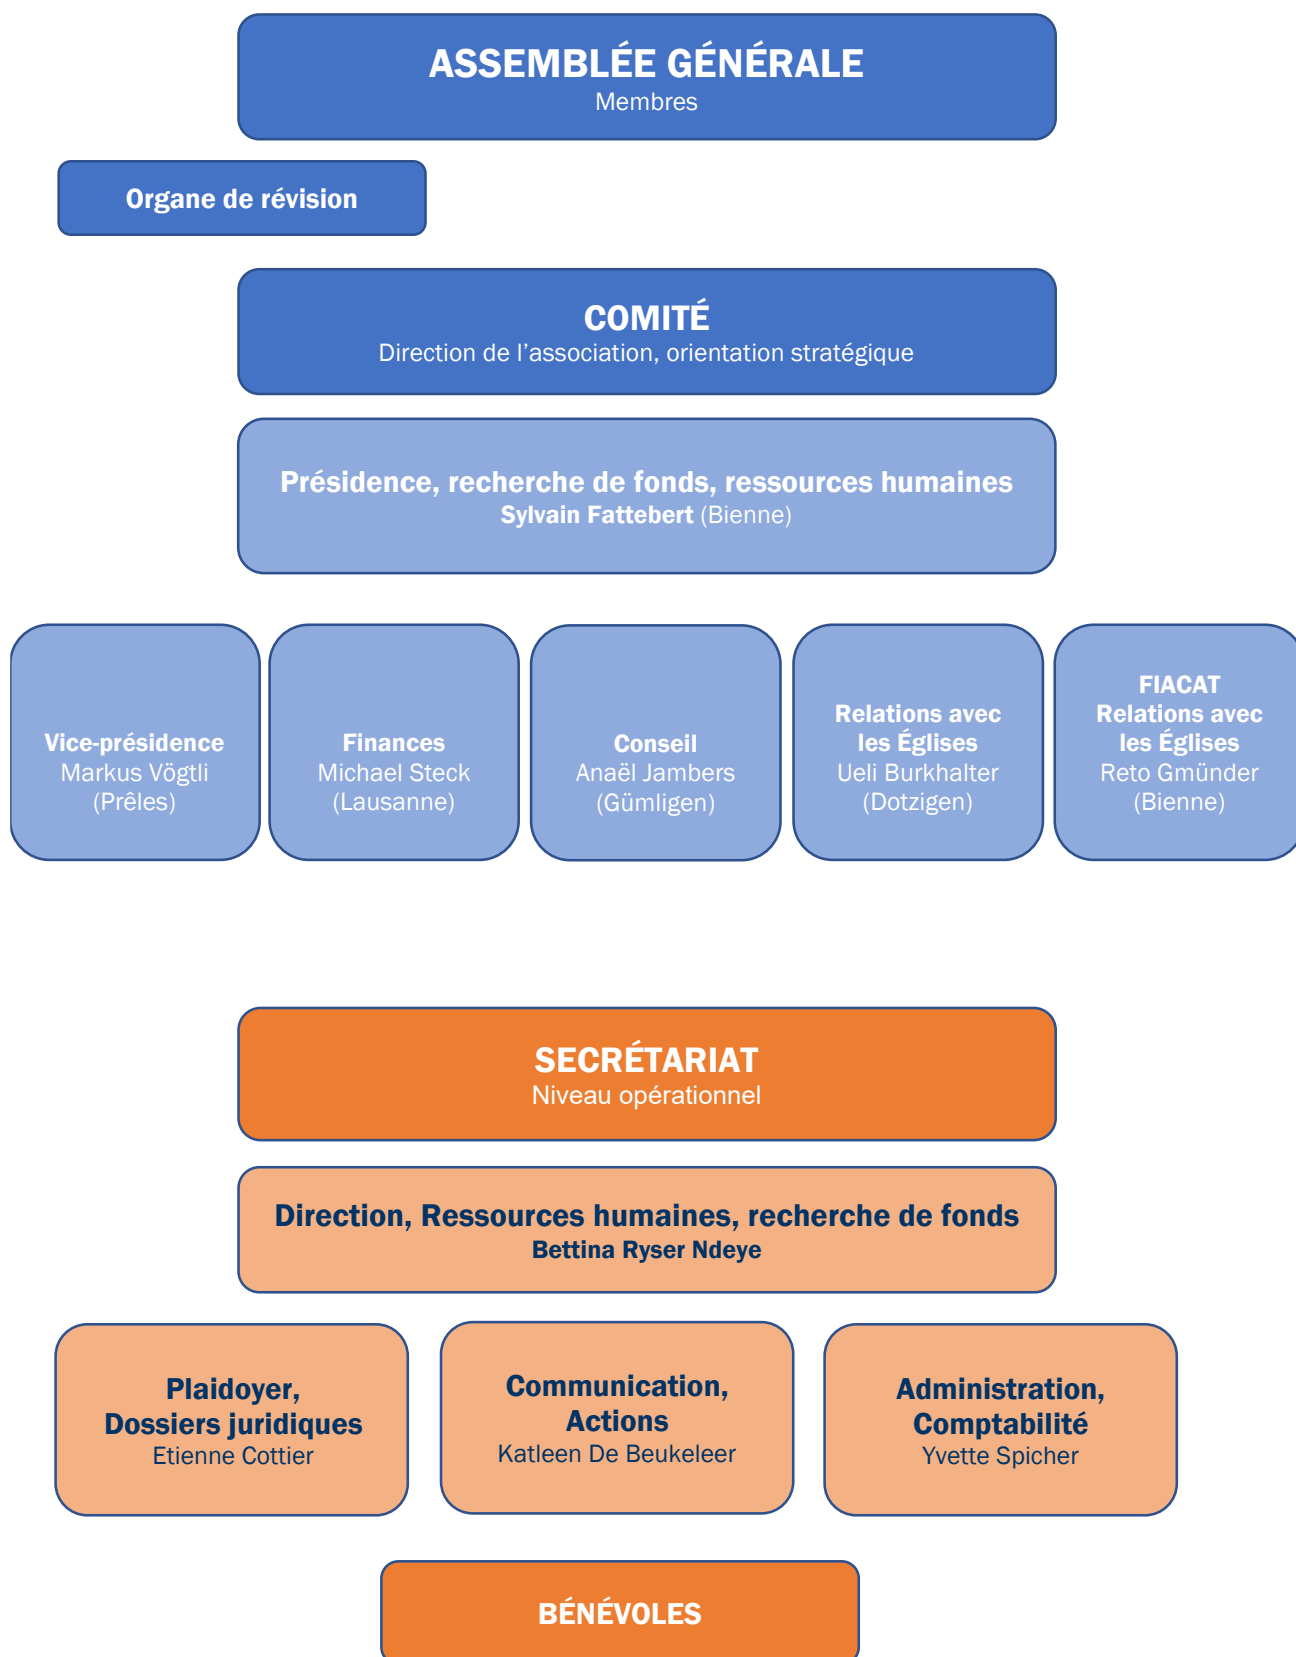 ASSEMBLÉE GÉNÉRALE
Membres
Organe de révision
COMITÉ
Direction de l'association, orientation stratégique
Présidence, recherche de fonds, ressources humaines
Sylvain Fattebert (Bienne)
Vice-présidence
Markus Vögtli
(Prêles)
Finances
Michael Steck
(Lausanne)
Conseil
Anaël Jambers
(Gümligen)
Relations avec
les Églises
Ueli Burkhalter
(Dotzigen)
FIACAT
Relations avec
les Églises
Reto Gmünder
(Bienne)
SECRÉTARIAT
Niveau opérationnel
Direction, Ressources humaines, recherche de fonds
Bettina Ryser Ndeye
Plaidoyer,
Dossiers juridiques
Etienne Cottier
Communication,
Actions
Katleen De Beukeleer
Administration,
Comptabilité
Yvette Spicher
BÉNÉVOLES